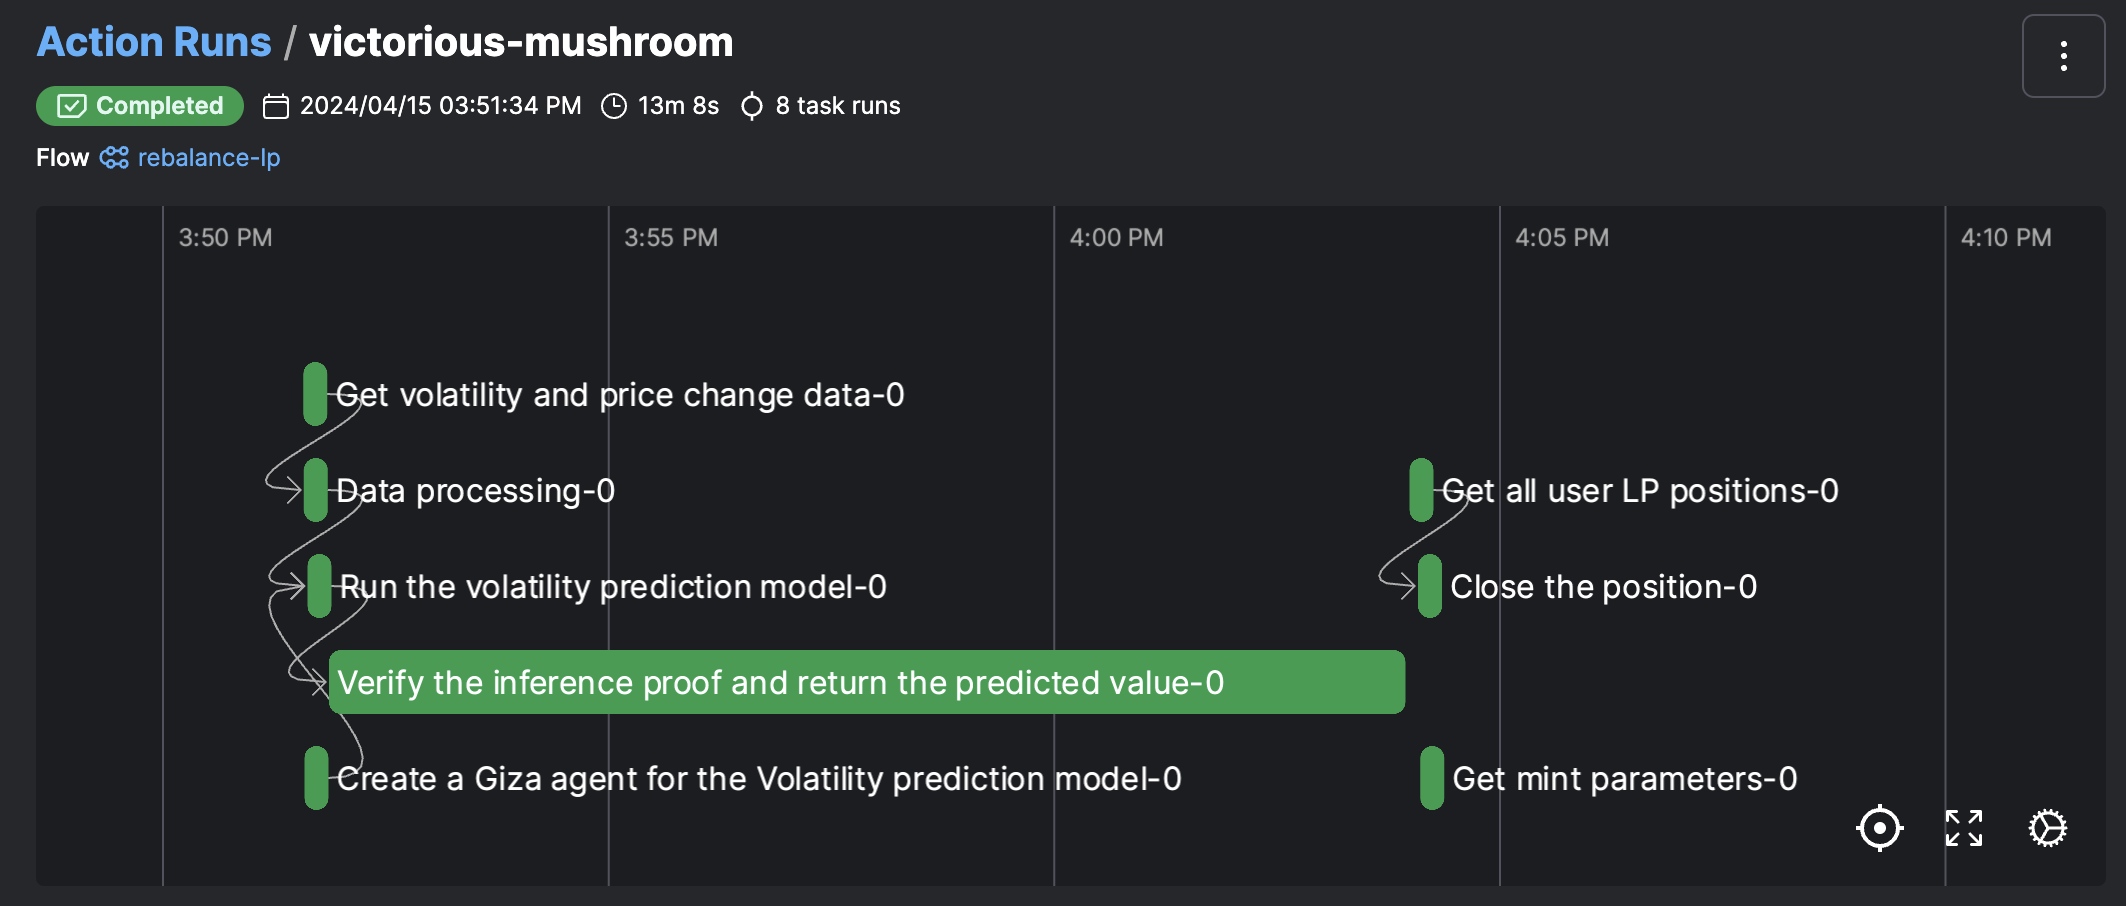 Action Runs / victorious-mushroom
Completed 2024/04/15 03:51:34 PM 13m 8s 8 task runs
Flow rebalance-lp
3:50 PM 3:55 PM 4:00 PM 4:05 PM 4:10 PM
Get volatility and price change data-0
Data processing-0 Get all user LP positions-0
Run the volatility prediction model-0 Close the position-0
Verify the inference proof and return the predicted value-0
Create a Giza agent for the Volatility prediction model-0 Get mint parameters-0